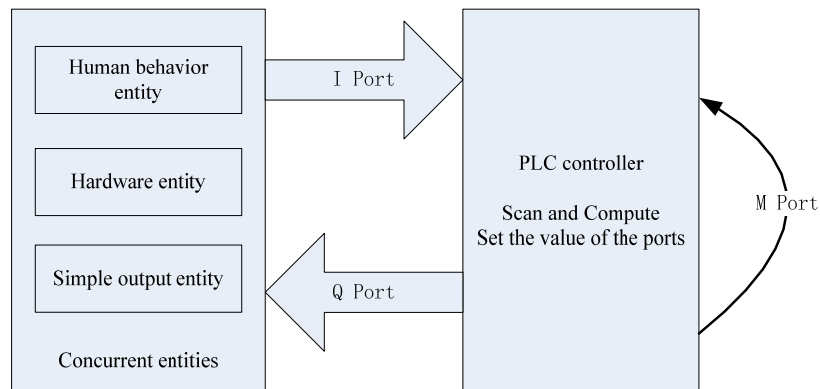 Human behavior
entity
Hardware entity
Simple output entity
Concurrent entities
I Port
Q Port
PLC controller
Scan and Compute
Set the value of the ports
M Port